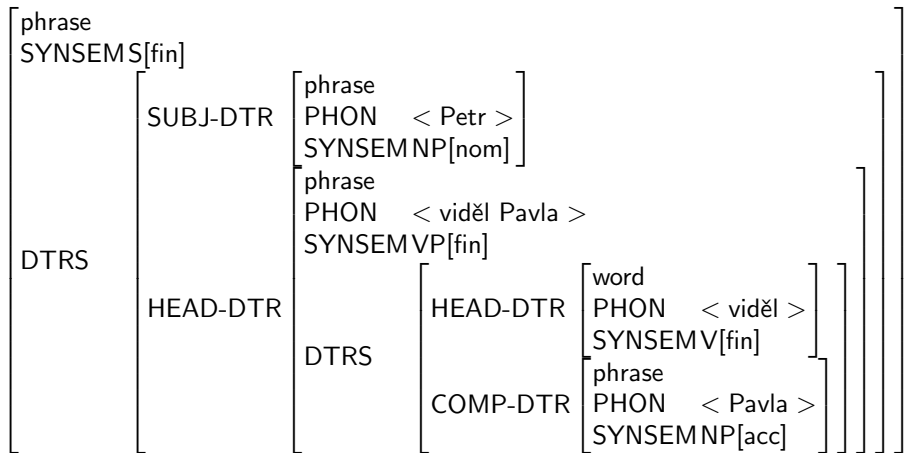 phrase
SYNSEM S[fin]
phrase
SUBJ-DTR PHON < Petr >
SYNSEM NP[nom]
phrase
PHON < viděl Pavla >
SYNSEM VP[fin]
DTRS
word
HEAD-DTR HEAD-DTR PHON < viděl >
SYNSEM V[fin]
DTRS
phrase
COMP-DTR PHON < Pavla >
SYNSEM NP[acc]